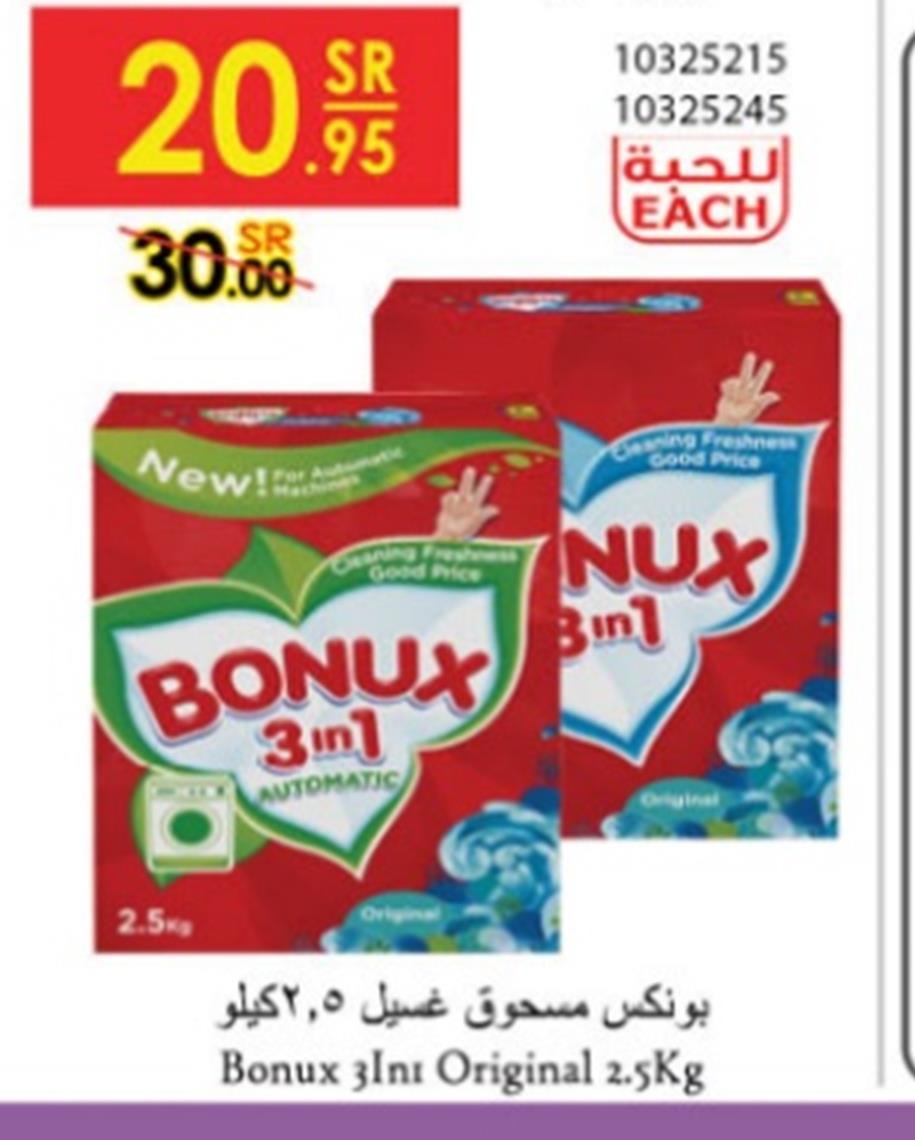 20 SR .95
30.00 SR
10325215
10325245
للحبة
EACH
Cleaning Freshness
Good Price
NUX
3in1
Original
New! For Automatic
Machines
Cleaning Freshness
Good Price
BONUX
3in1
AUTOMATIC
2.5Kg
Original
بونكس مسحوق غسيل ٢,٥كيلو
Bonux 3In1 Original 2.5Kg